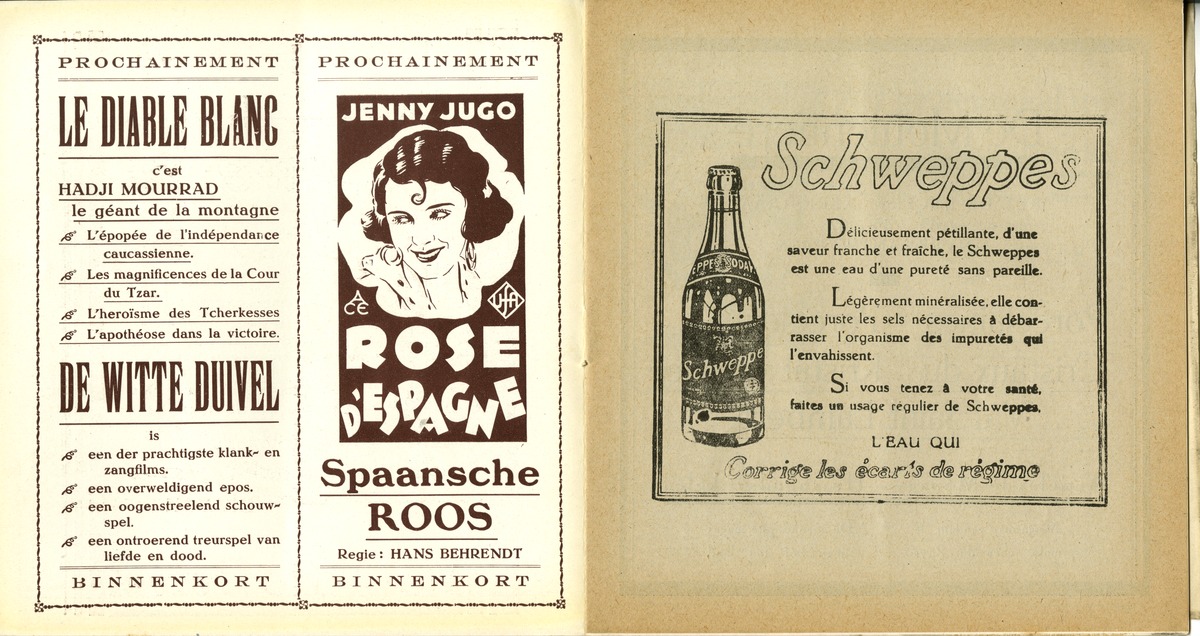 PROCHAINEMENT
LE DIABLE BLANC
c'est
HADJI MOURRAD
le géant de la montagne
L'épopée de l'indépendance
caucassienne.
Les magnificences de la Cour
du Tzar.
L'heroïsme des Tcherkesses
L'apothéose dans la victoire.
DE WITTE DUIVEL
is
een der prachtigste klank- en
zangfilms.
een overweldigend epos.
een oogenstreelend schouw-
spel.
een ontroerend treurspel van
liefde en dood.
BINNENKORT
PROCHAINEMENT
JENNY JUGO
ACE
UFA
ROSE
D'ESPAGNE
Spaansche
ROOS
Regie: HANS BEHRENDT
BINNENKORT
Schweppes
EPPES SODA
Schweppe
Délicieusement pétillante, d'une
saveur franche et fraîche, le Schweppes
est une eau d'une pureté sans pareille.
Légèrement minéralisée, elle con-
tient juste les sels nécessaires à débar-
rasser l'organisme des impuretés qui
l'envahissent.
Si vous tenez à votre santé,
faites un usage régulier de Schweppes,
L'EAU QUI
Corrige les écarts de régime